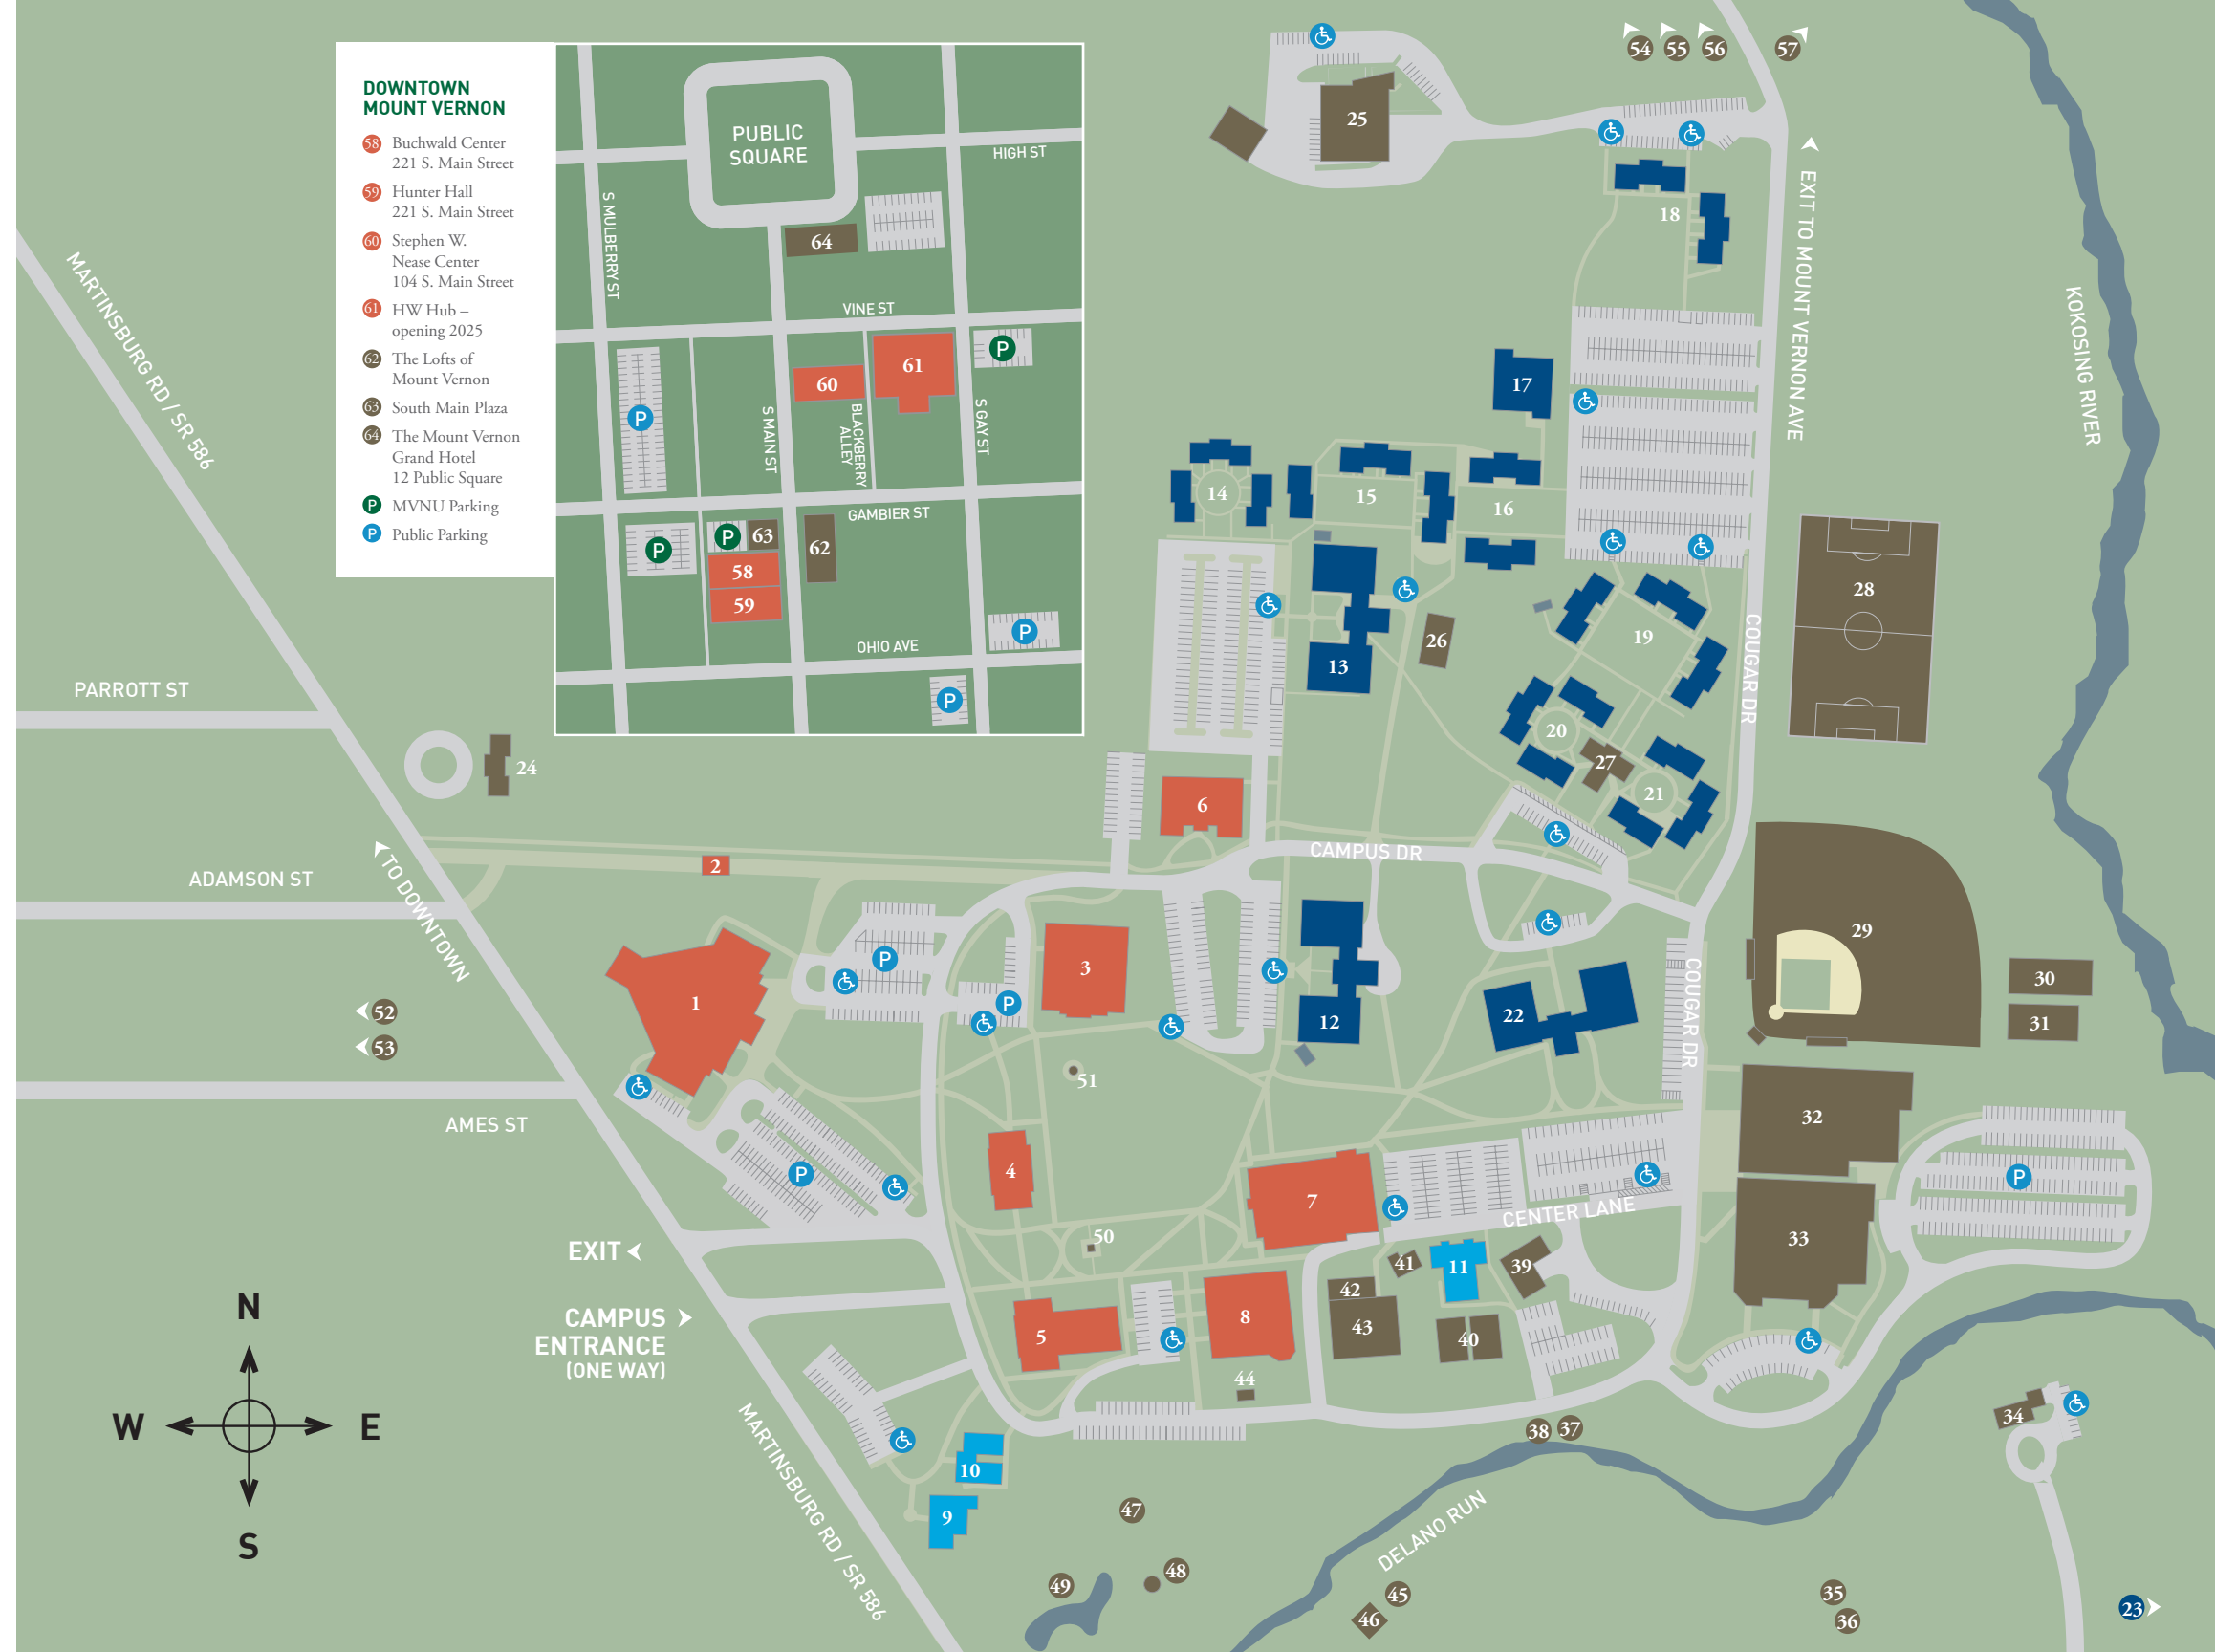 DOWNTOWN
MOUNT VERNON
58 Buchwald Center
221 S. Main Street
59 Hunter Hall
221 S. Main Street
60 Stephen W.
Nease Center
104 S. Main Street
61 HW Hub –
opening 2025
62 The Lofts of
Mount Vernon
63 South Main Plaza
64 The Mount Vernon
Grand Hotel
12 Public Square
P MVNU Parking
P Public Parking
PUBLIC
SQUARE
HIGH ST
S MULBERRY ST
64
VINE ST
P
61
60
P
S MAIN ST
BLACKBERRY
ALLEY
S GAY ST
GAMBIER ST
P
P
63
62
58
59
P
OHIO AVE
P
54
55
56
57
25
18
EXIT TO MOUNT VERNON AVE
KOKOSING RIVER
MARTINSBURG RD / SR 586
17
14
15
16
28
13
26
19
COUGAR DR
PARROTT ST
24
20
27
21
6
CAMPUS DR
2
ADAMSON ST
TO DOWNTOWN
29
P
3
1
P
30
31
52
53
12
22
COUGAR DR
51
AMES ST
32
4
P
7
P
CENTER LANE
33
50
EXIT
41
11
39
42
CAMPUS
ENTRANCE
(ONE WAY)
5
8
43
40
44
N
W
E
S
MARTINSBURG RD / SR 586
34
38
37
10
9
47
DELANO RUN
48
49
45
46
35
36
23